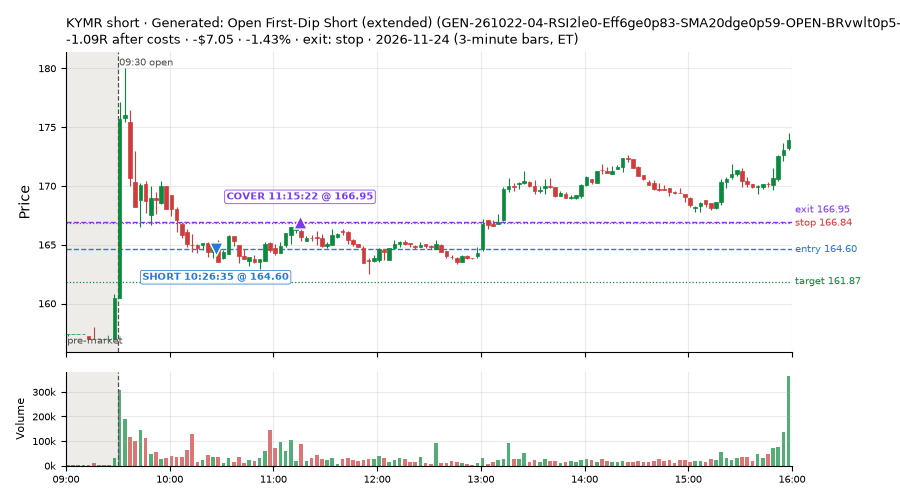 KYMR short · Generated: Open First-Dip Short (extended) (GEN-261022-04-RSI2le0-Eff6ge0p83-SMA20dge0p59-OPEN-BRvwlt0p5-
-1.09R after costs · -$7.05 · -1.43% · exit: stop · 2026-11-24 (3-minute bars, ET)
09:30 open
180
175
170
165
160
Price
COVER 11:15:22 @ 166.95
SHORT 10:26:35 @ 164.60
exit 166.95
stop 166.84
entry 164.60
target 161.87
pre-market
300k
200k
100k
0k
Volume
09:00
10:00
11:00
12:00
13:00
14:00
15:00
16:00